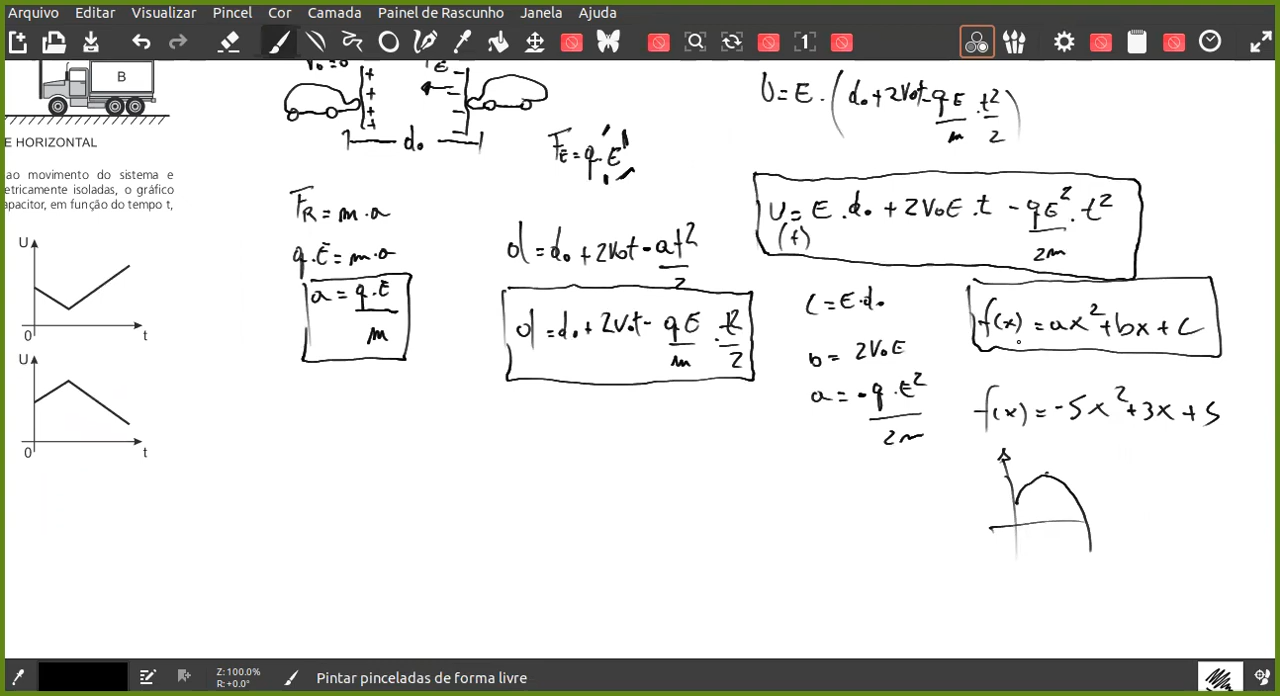 Arquivo Editar Visualizar Pincel Cor Camada Painel de Rascunho Janela Ajuda
1
B
E HORIZONTAL
ao movimento do sistema e
etricamente isoladas, o gráfico
apacitor, em função do tempo t,
U
0 t
U
0 t
V₀=0
E
+
+
+
+
d₀
F_E = q.E
F_R = m.a
q.E = m.a
a = q.E/m
d = d₀ + 2V₀t - at²/2
d = d₀ + 2V₀t - qE/m . t²/2
U = E.(d₀ + 2V₀t - qE/m . t²/2)
U = E.d₀ + 2V₀E.t - qE²/2m . t²
(t)
C = E.d₀
b = 2V₀E
a = -q.E²/2m
f(x) = ax² + bx + C
f(x) = -5x² + 3x + 5
Z: 100.0%
R: +0.0°
Pintar pinceladas de forma livre